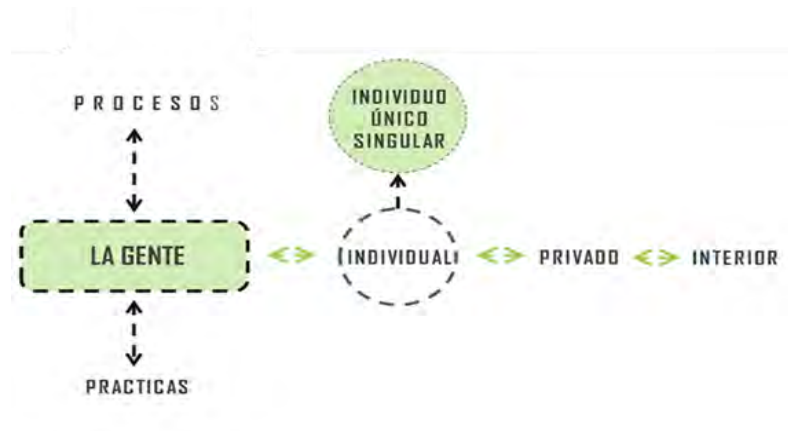 PROCESOS
INDIVIDUO
ÚNICO
SINGULAR
LA GENTE
INDIVIDUAL
PRIVADO
INTERIOR
PRACTICAS